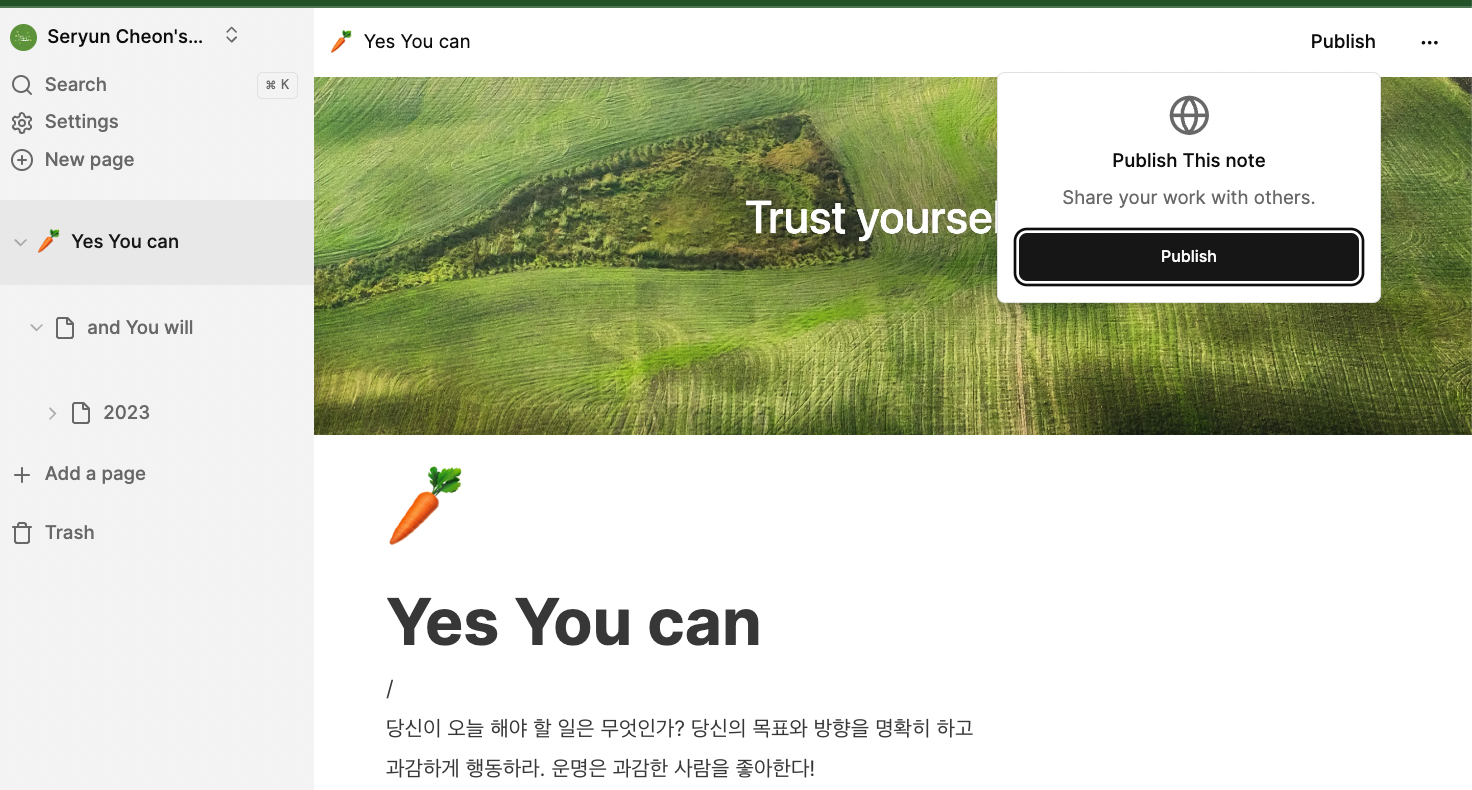 Seryun Cheon's...
Search
⌘ K
Settings
New page
Yes You can
and You will
2023
Add a page
Trash
Yes You can
Publish
Trust
Publish This note
Share your work with others.
Publish
Yes You can
/
당신이 오늘 해야 할 일은 무엇인가? 당신의 목표와 방향을 명확히 하고
과감하게 행동하라. 운명은 과감한 사람을 좋아한다!